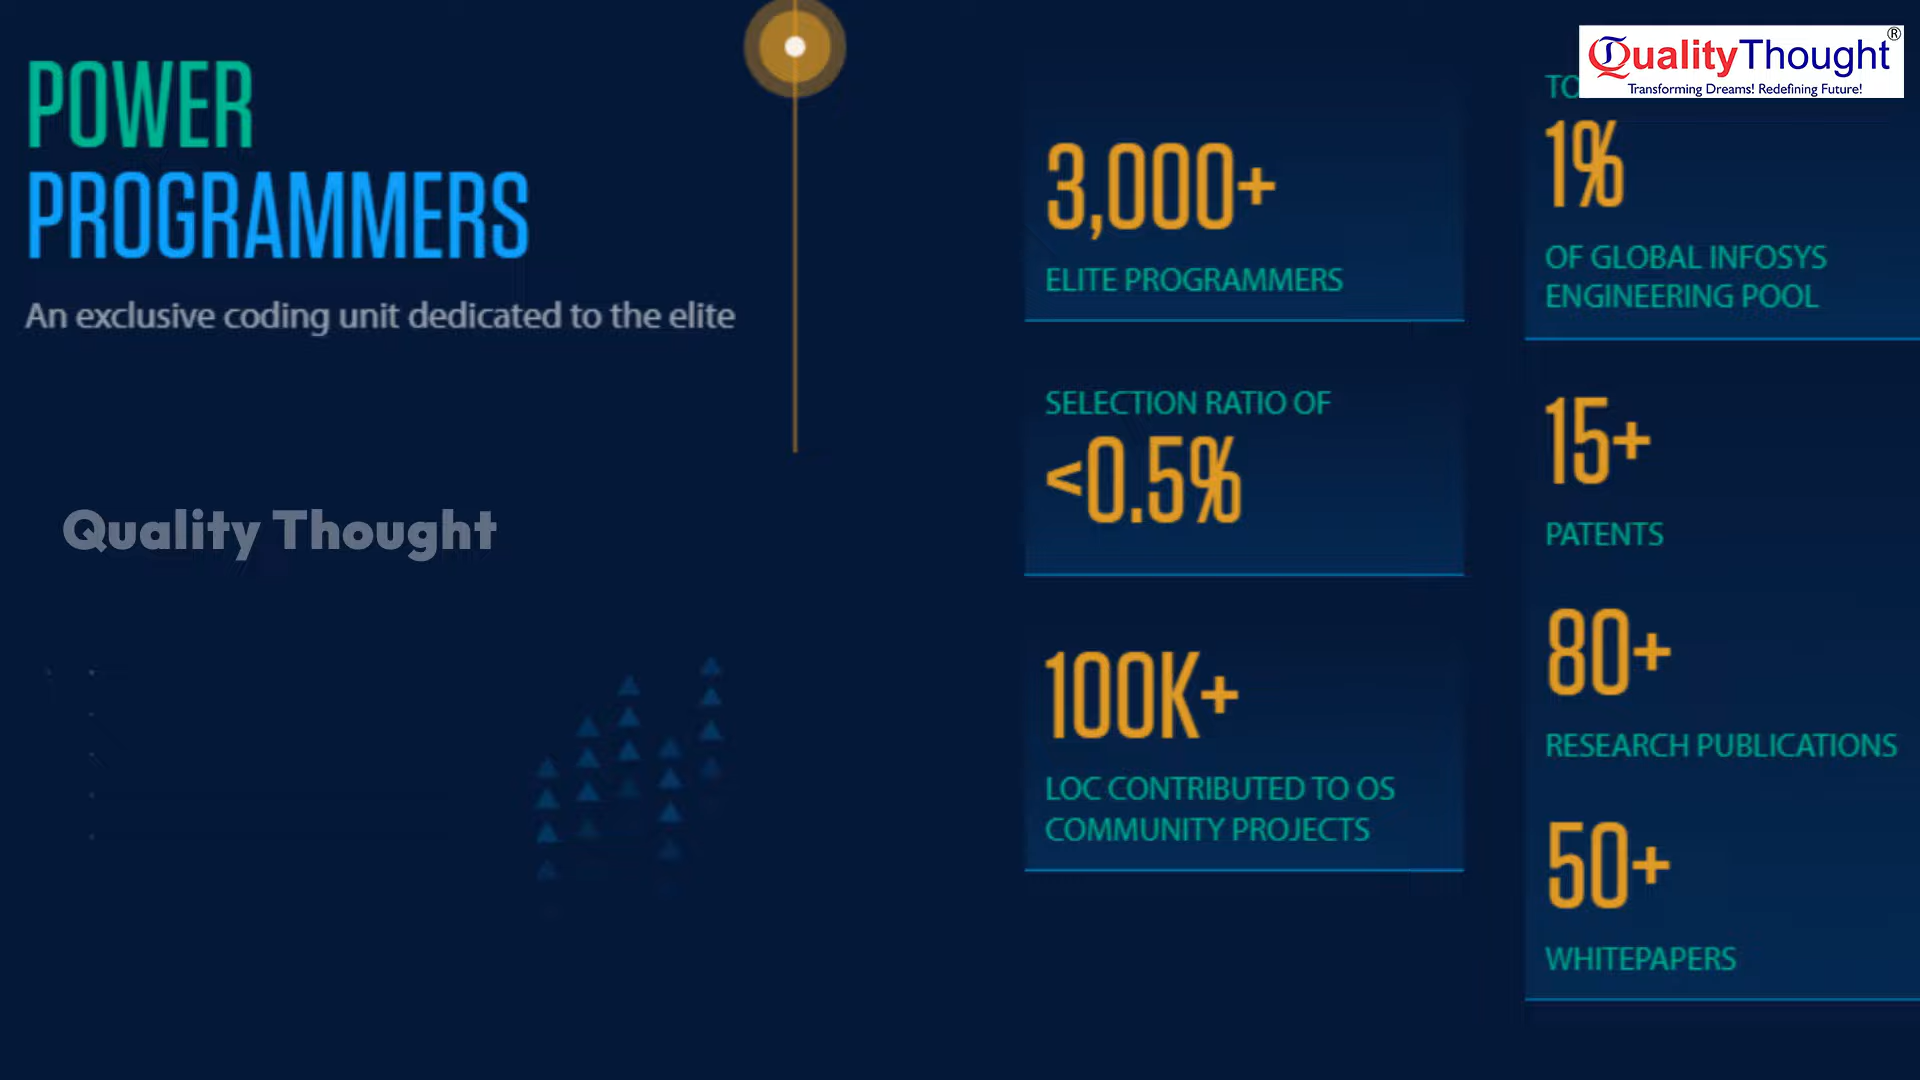 POWER
PROGRAMMERS
An exclusive coding unit dedicated to the elite
Quality Thought
3,000+
ELITE PROGRAMMERS
SELECTION RATIO OF
<0.5%
100K+
LOC CONTRIBUTED TO OS
COMMUNITY PROJECTS
QualityThought®
Transforming Dreams! Redefining Future!
1%
OF GLOBAL INFOSYS
ENGINEERING POOL
15+
PATENTS
80+
RESEARCH PUBLICATIONS
50+
WHITEPAPERS